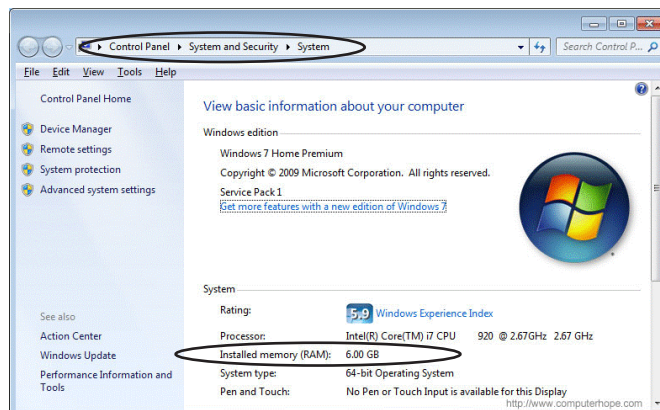 Control Panel ▸ System and Security ▸ System
Search Control P...
File Edit View Tools Help
Control Panel Home
Device Manager
Remote settings
System protection
Advanced system settings
See also
Action Center
Windows Update
Performance Information and
Tools
View basic information about your computer
Windows edition
Windows 7 Home Premium
Copyright © 2009 Microsoft Corporation. All rights reserved.
Service Pack 1
Get more features with a new edition of Windows 7
System
Rating: 5.9 Windows Experience Index
Processor: Intel(R) Core(TM) i7 CPU 920 @ 2.67GHz 2.67 GHz
Installed memory (RAM): 6.00 GB
System type: 64-bit Operating System
Pen and Touch: No Pen or Touch Input is available for this Display
http://www.computerhope.com